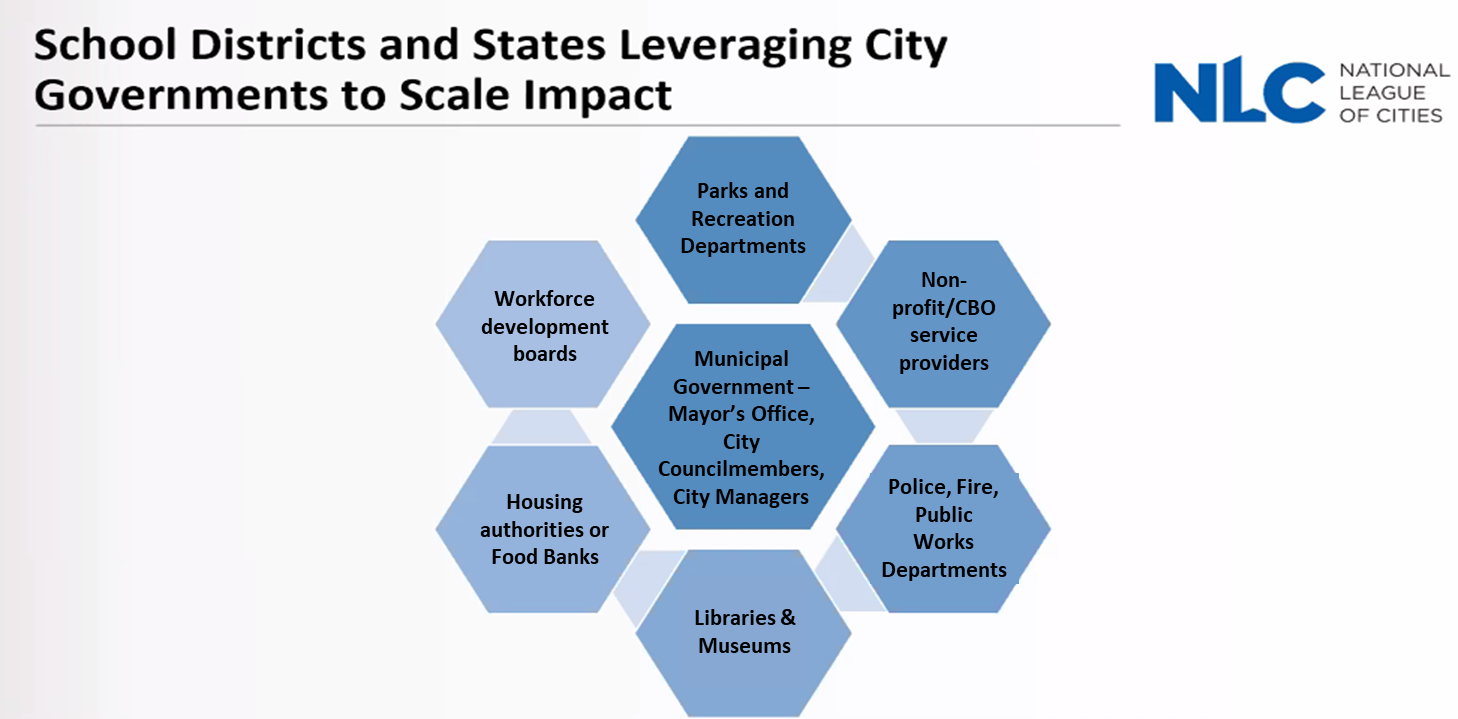 School Districts and States Leveraging City
Governments to Scale Impact
NLC
NATIONAL
LEAGUE
OF CITIES
Parks and
Recreation
Departments
Non-
profit/CBO
service
providers
Police, Fire,
Public
Works
Departments
Libraries &
Museums
Housing
authorities or
Food Banks
Workforce
development
boards
Municipal
Government –
Mayor’s Office,
City
Councilmembers,
City Managers